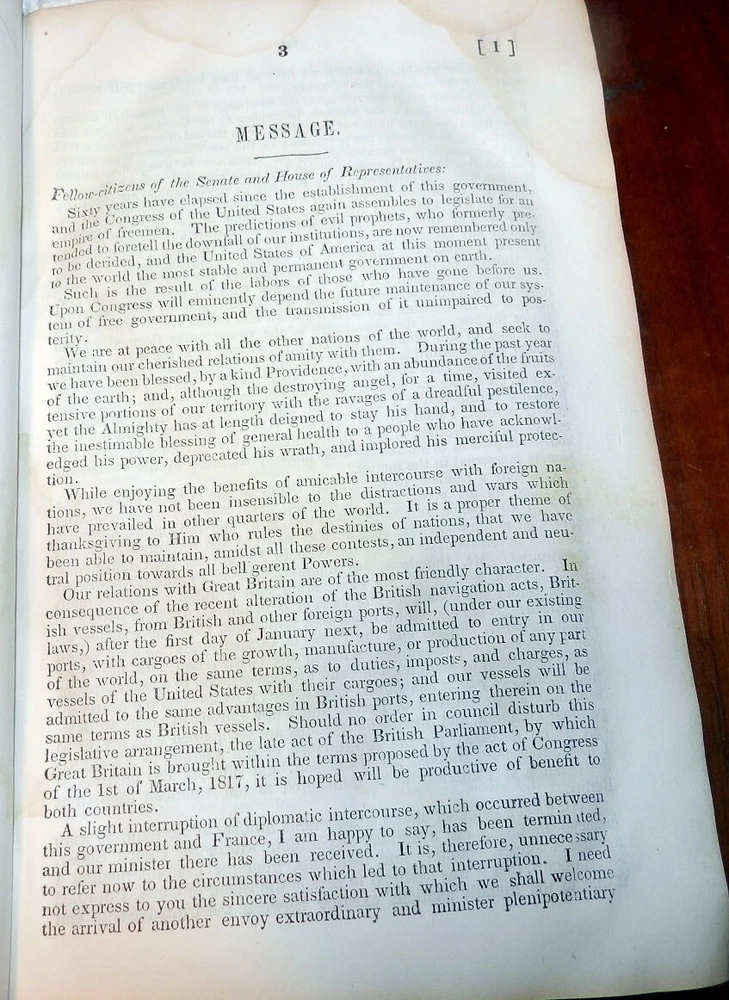 3
[ 1 ]
MESSAGE.
Fellow-citizens of the Senate and House of Representatives:
Sixty years have elapsed since the establishment of this government,
and the Congress of the United States again assembles to legislate for an
empire of freemen. The predictions of evil prophets, who formerly pre-
tended to foretell the downfall of our institutions, are now remembered only
to be derided, and the United States of America at this moment present
to the world the most stable and permanent government on earth.
Such is the result of the labors of those who have gone before us.
Upon Congress will eminently depend the future maintenance of our sys-
tem of free government, and the transmission of it unimpaired to pos-
terity.
We are at peace with all the other nations of the world, and seek to
maintain our cherished relations of amity with them. During the past year
we have been blessed, by a kind Providence, with an abundance of the fruits
of the earth; and, although the destroying angel, for a time, visited ex-
tensive portions of our territory with the ravages of a dreadful pestilence,
yet the Almighty has at length deigned to stay his hand, and to restore
the inestimable blessing of general health to a people who have acknowl-
edged his power, deprecated his wrath, and implored his merciful protec-
tion.
While enjoying the benefits of amicable intercourse with foreign na-
tions, we have not been insensible to the distractions and wars which
have prevailed in other quarters of the world. It is a proper theme of
thanksgiving to Him who rules the destinies of nations, that we have
been able to maintain, amidst all these contests, an independent and neu-
tral position towards all bell gerent Powers.
Our relations with Great Britain are of the most friendly character. In
consequence of the recent alteration of the British navigation acts, Brit-
ish vessels, from British and other foreign ports, will, (under our existing
laws,) after the first day of January next, be admitted to entry in our
ports, with cargoes of the growth, manufacture, or production of any part
of the world, on the same terms, as to duties, imposts, and charges, as
vessels of the United States with their cargoes; and our vessels will be
admitted to the same advantages in British ports, entering therein on the
same terms as British vessels. Should no order in council disturb this
legislative arrangement, the late act of the British Parliament, by which
Great Britain is brought within the terms proposed by the act of Congress
of the 1st of March, 1817, it is hoped will be productive of benefit to
both countries.
A slight interruption of diplomatic intercourse, which occurred between
this government and France, I am happy to say, has been terminated,
and our minister there has been received. It is, therefore, unnecessary
to refer now to the circumstances which led to that interruption. I need
not express to you the sincere satisfaction with which we shall welcome
the arrival of another envoy extraordinary and minister plenipotentiary